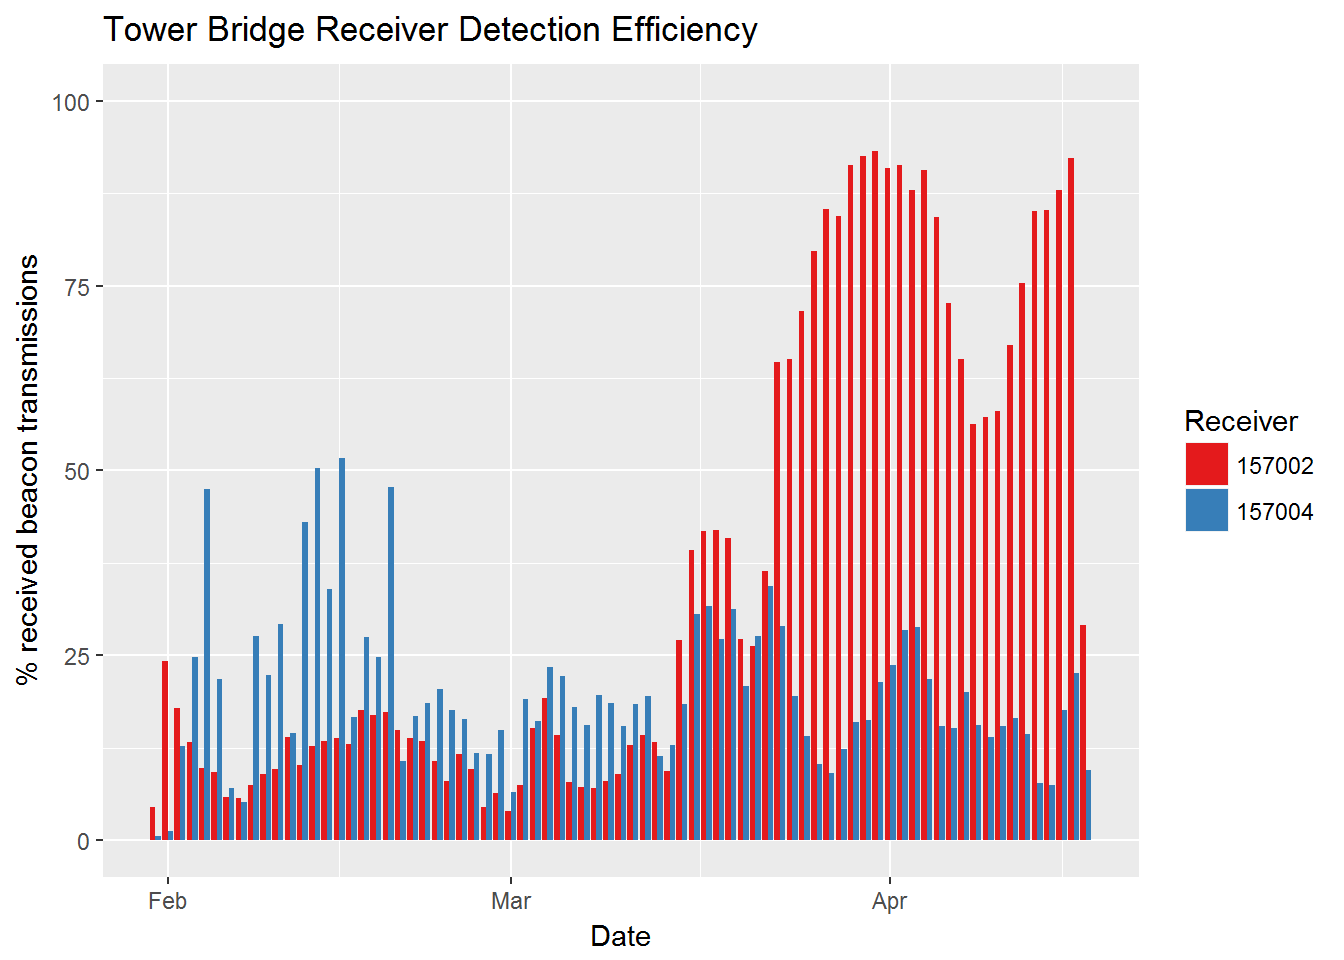 Tower Bridge Receiver Detection Efficiency
100
75
50
25
0
% received beacon transmissions
Feb
Mar
Apr
Date
Receiver
157002
157004